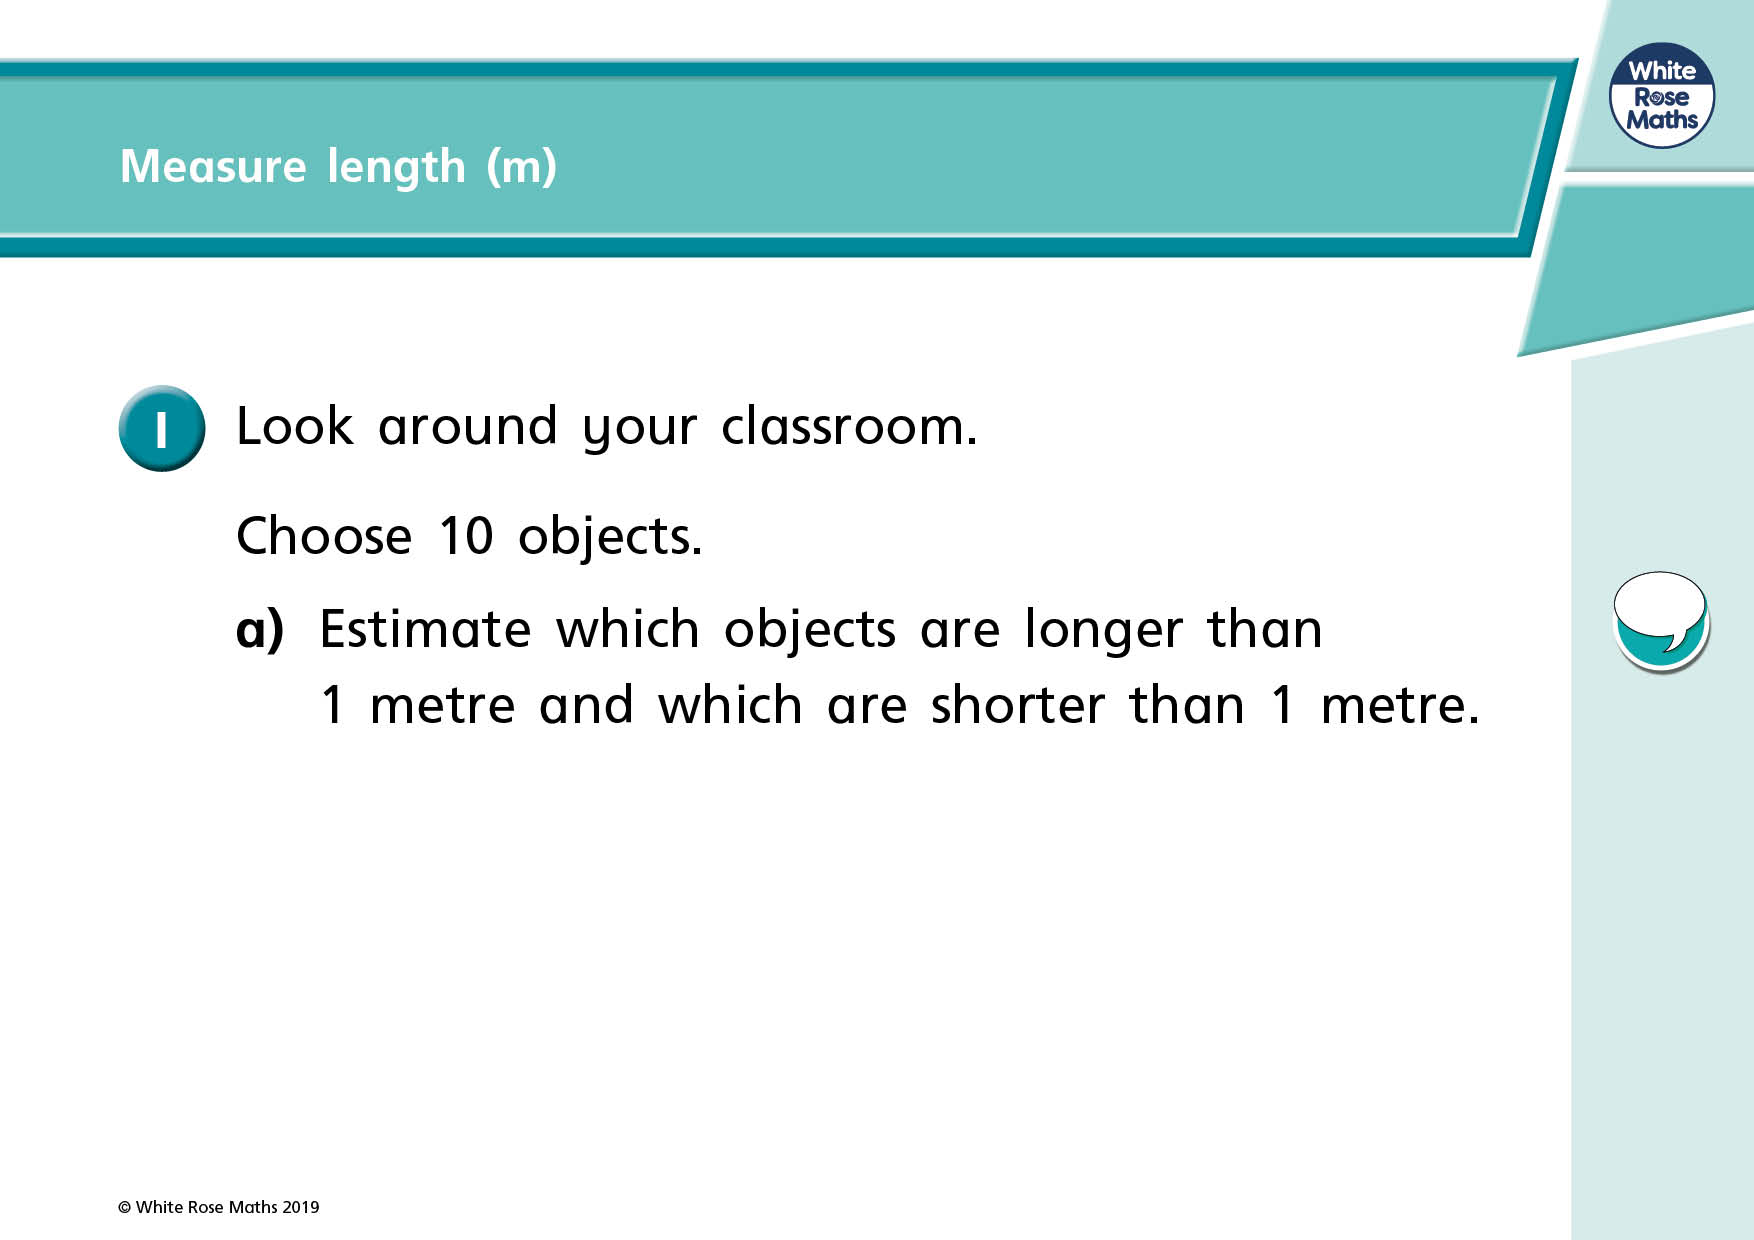 White
Rose
Maths
Measure length (m)
1 Look around your classroom.
Choose 10 objects.
a) Estimate which objects are longer than
1 metre and which are shorter than 1 metre.
© White Rose Maths 2019